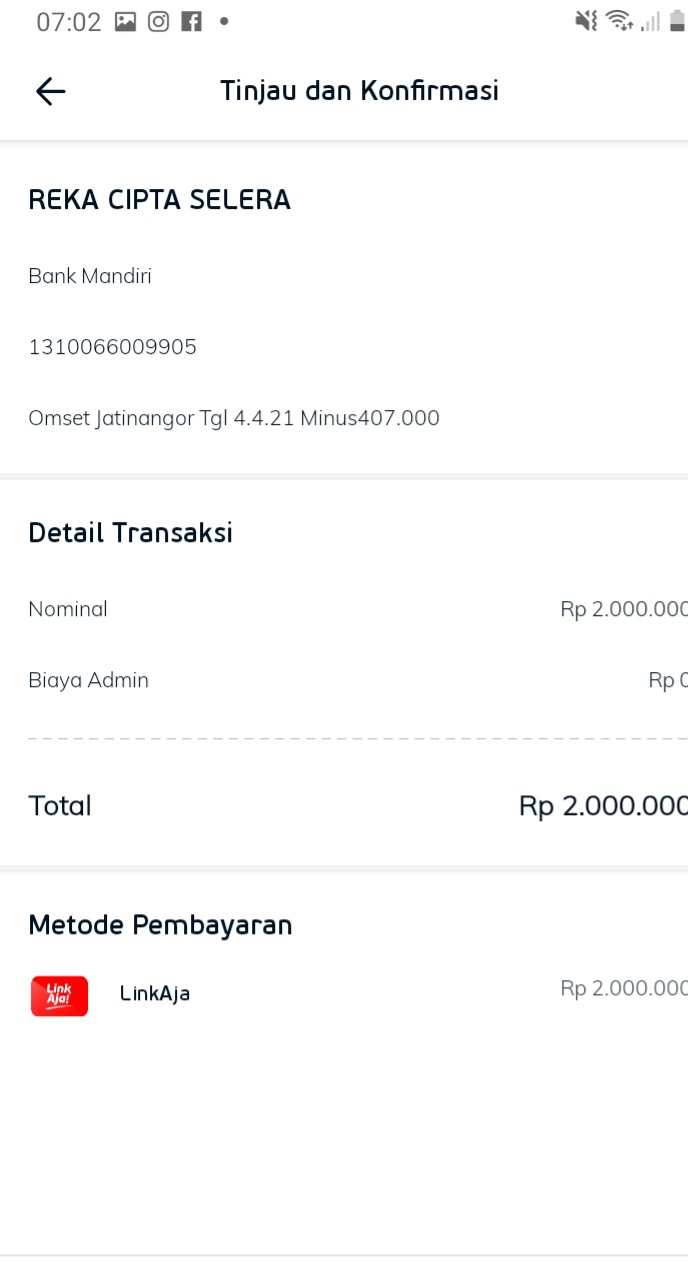 07:02
Tinjau dan Konfirmasi
REKA CIPTA SELERA
Bank Mandiri
1310066009905
Omset Jatinangor Tgl 4.4.21 Minus407.000
Detail Transaksi
Nominal Rp 2.000.000
Biaya Admin Rp 0
Total Rp 2.000.000
Metode Pembayaran
Link Aja! LinkAja Rp 2.000.000